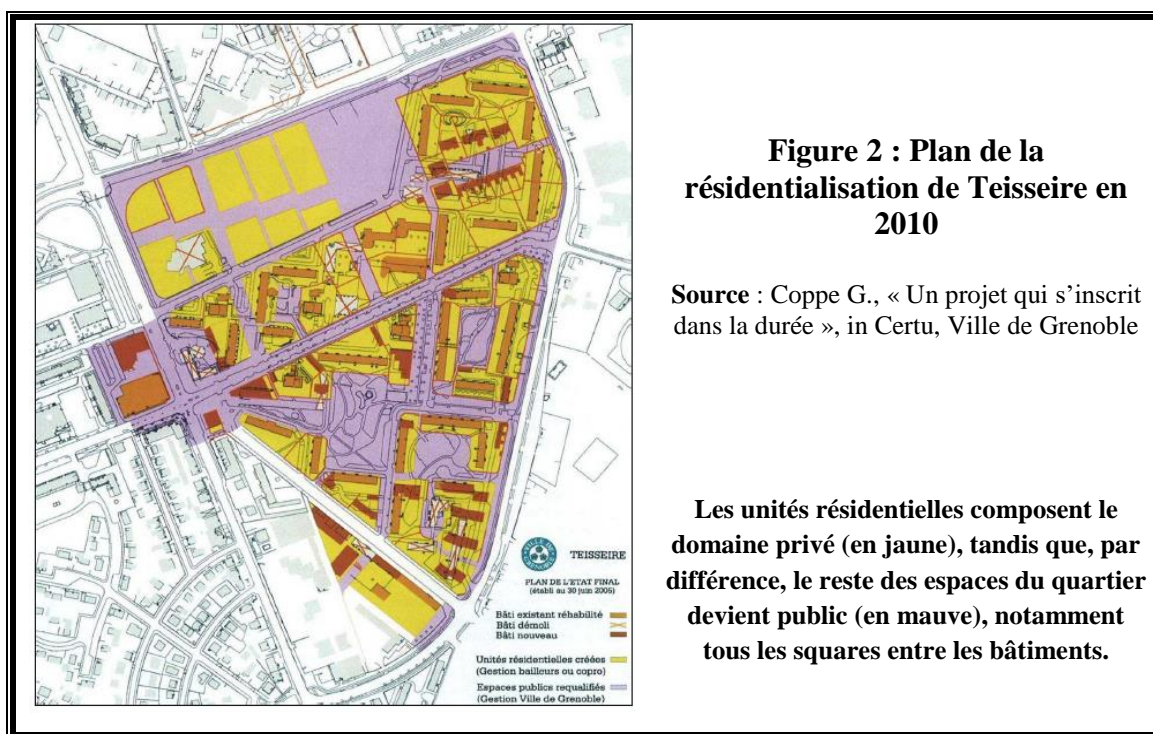 Figure 2 : Plan de la
résidentialisation de Teisseire en
2010
Source : Coppe G., « Un projet qui s’inscrit
dans la durée », in Certu, Ville de Grenoble
Les unités résidentielles composent le
domaine privé (en jaune), tandis que, par
différence, le reste des espaces du quartier
devient public (en mauve), notamment
tous les squares entre les bâtiments.
TEISSEIRE
PLAN DE L'ETAT FINAL
(établi au 30 juin 2005)
Bâti existant réhabilité
Bâti démoli
Bâti nouveau
Unités résidentielles créées
(Gestion bailleurs ou copro)
Espaces publics requalifiés
(Gestion Ville de Grenoble)